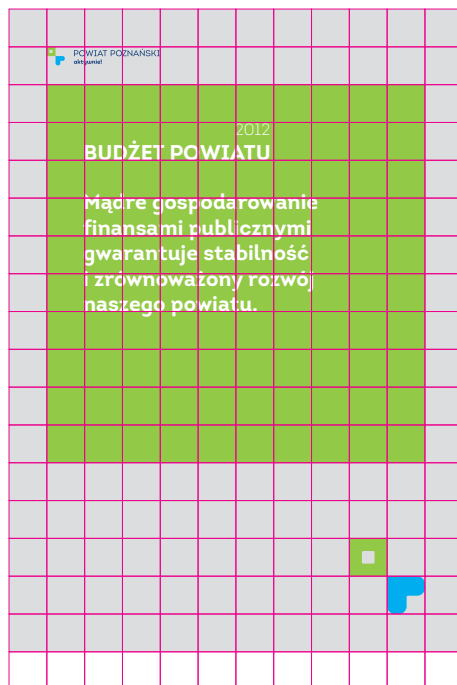 POWIAT POZNAŃSKI
aktywnie!
2012
BUDŻET POWIATU
Mądre gospodarowanie
finansami publicznymi
gwarantuje stabilność
i zrównoważony rozwój
naszego powiatu.